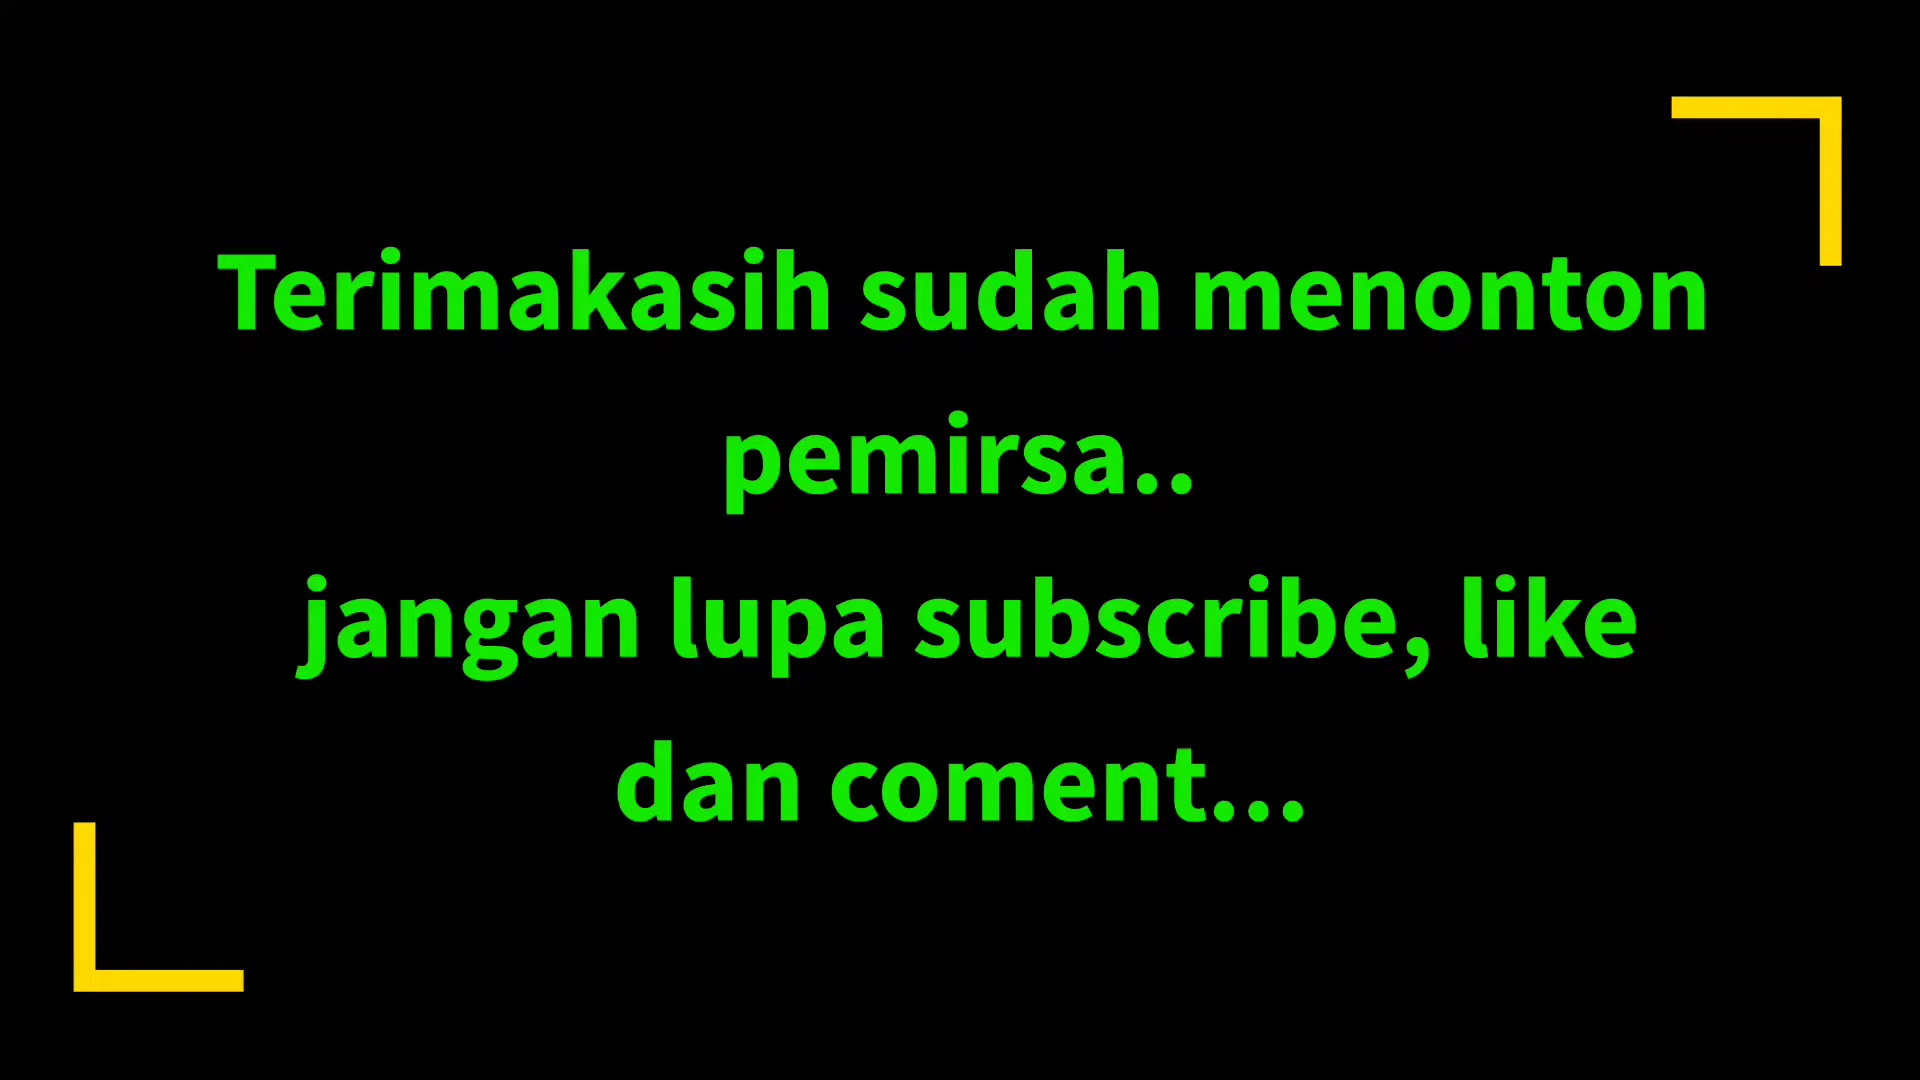 Terimakasih sudah menonton
pemirsa..
jangan lupa subscribe, like
dan coment...